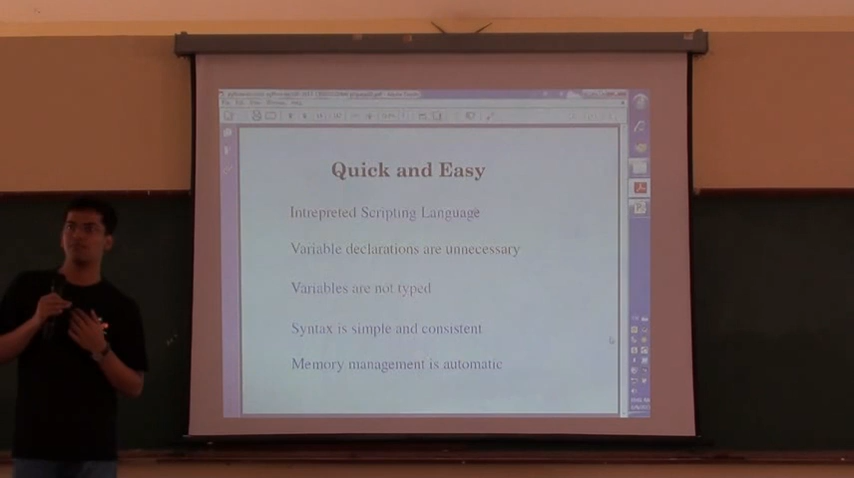 Quick and Easy
Intrepreted Scripting Language
Variable declarations are unnecessary
Variables are not typed
Syntax is simple and consistent
Memory management is automatic